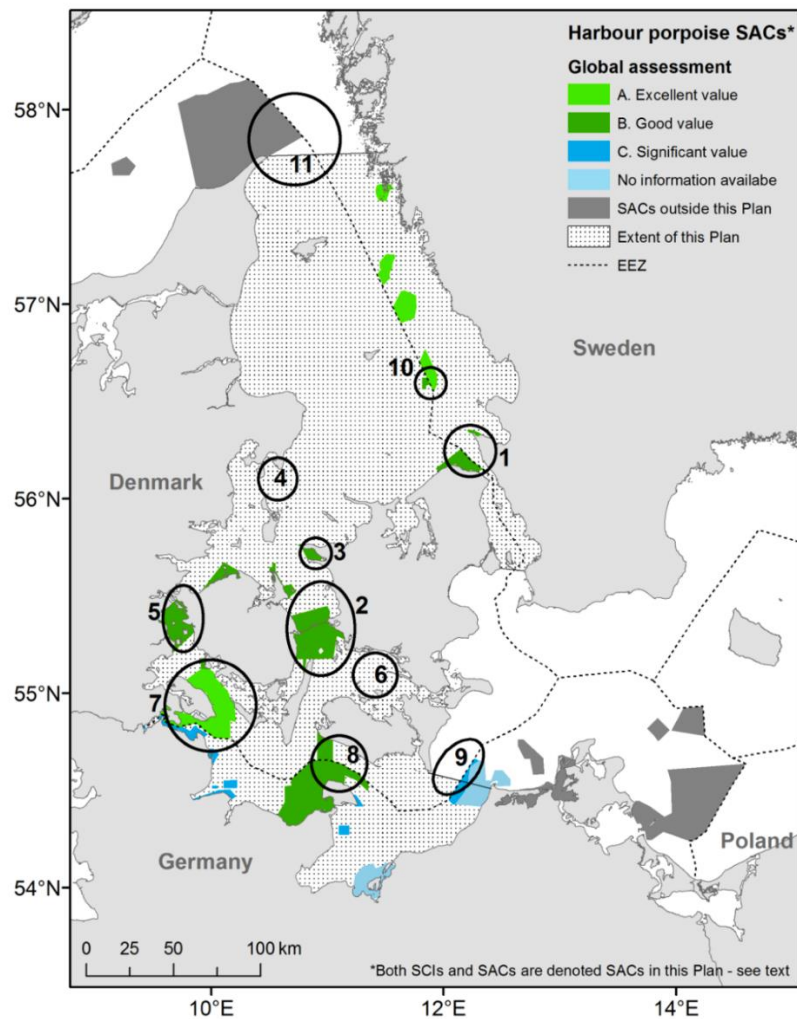 Harbour porpoise SACs*
Global assessment
A. Excellent value
B. Good value
C. Significant value
No information availabe
SACs outside this Plan
Extent of this Plan
EEZ
58°N
57°N
56°N
55°N
54°N
11
10
1
4
3
2
5
6
7
8
9
Sweden
Denmark
Germany
Poland
0 25 50 100 km
*Both SCIs and SACs are denoted SACs in this Plan - see text
10°E 12°E 14°E